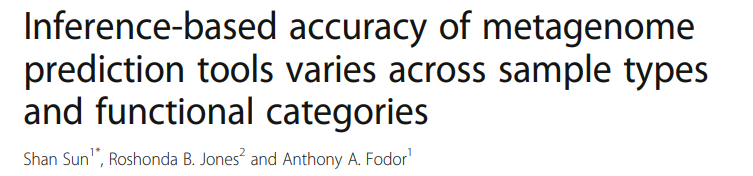 Inference-based accuracy of metagenome
prediction tools varies across sample types
and functional categories
Shan Sun1*, Roshonda B. Jones2 and Anthony A. Fodor1